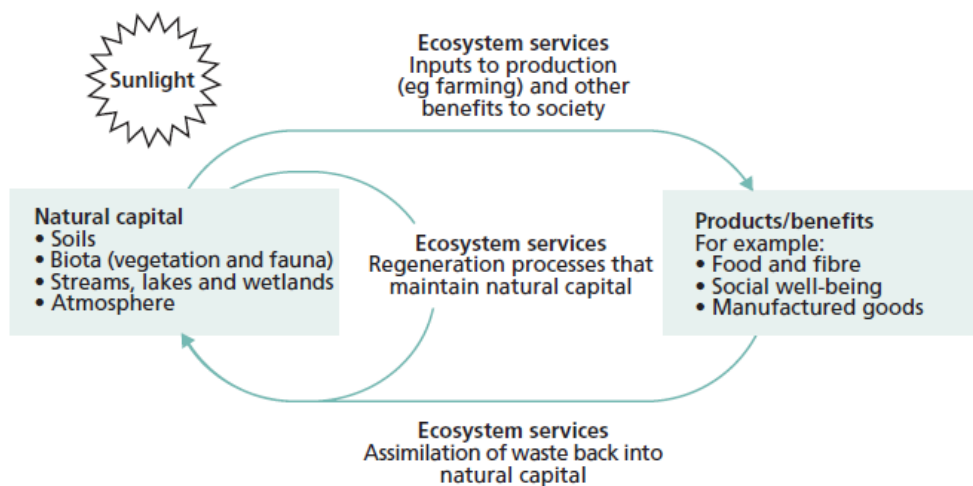 Sunlight
Ecosystem services
Inputs to production
(eg farming) and other
benefits to society
Natural capital
• Soils
• Biota (vegetation and fauna)
• Streams, lakes and wetlands
• Atmosphere
Ecosystem services
Regeneration processes that
maintain natural capital
Products/benefits
For example:
• Food and fibre
• Social well-being
• Manufactured goods
Ecosystem services
Assimilation of waste back into
natural capital